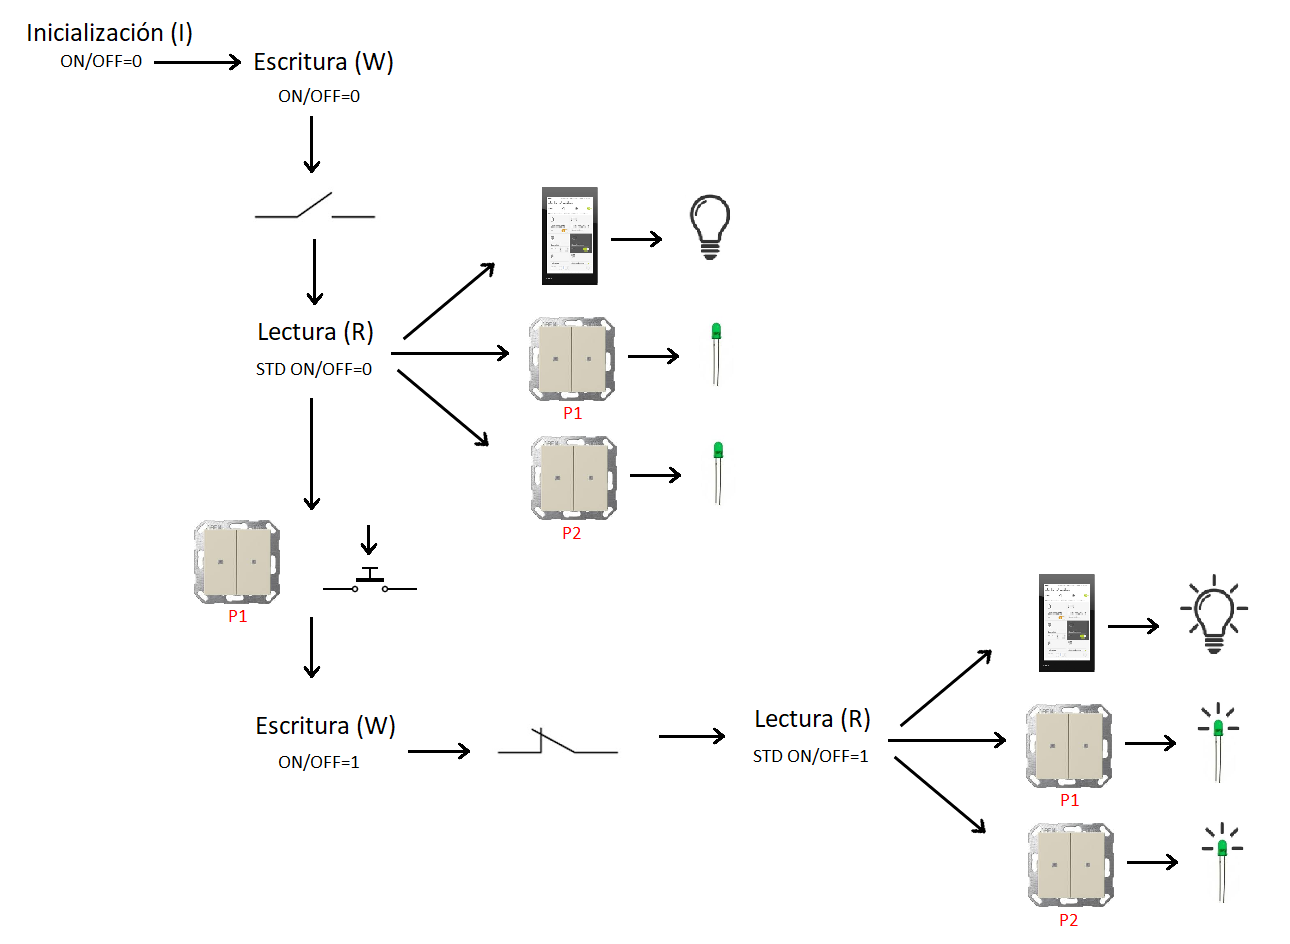 Inicialización (I)
ON/OFF=0
Escritura (W)
ON/OFF=0
Lectura (R)
STD ON/OFF=0
P1
P2
P1
Escritura (W)
ON/OFF=1
Lectura (R)
STD ON/OFF=1
P1
P2